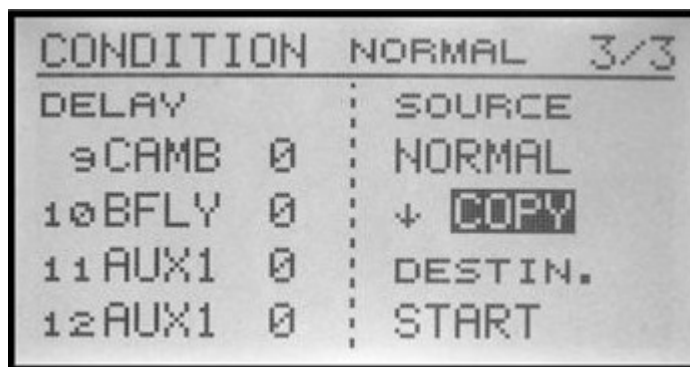 CONDITION NORMAL 3/3
DELAY SOURCE
9CAMB 0 NORMAL
10BFLY 0 ↓ COPY
11AUX1 0 DESTIN.
12AUX1 0 START